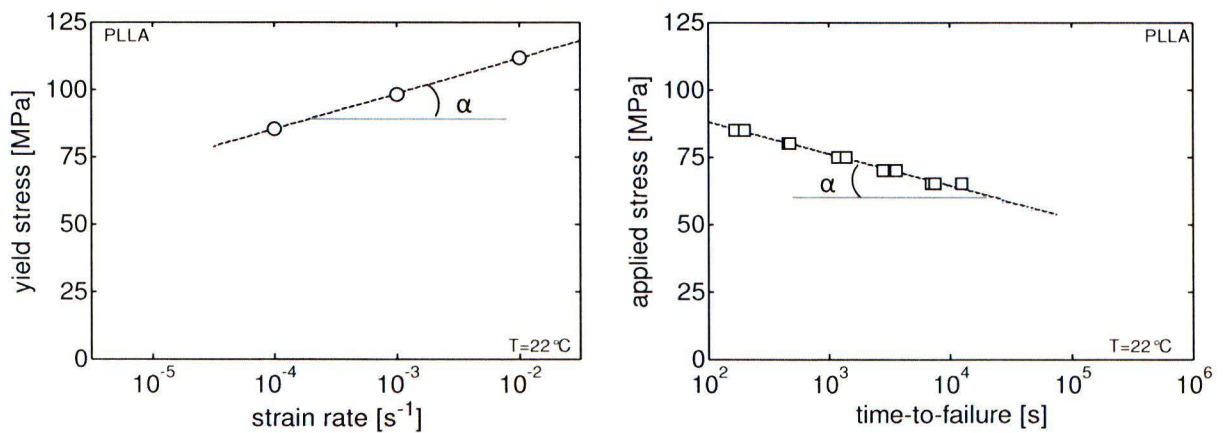 PLLA
125
100
75
50
25
0
yield stress [MPa]
α
T=22°C
10⁻⁵ 10⁻⁴ 10⁻³ 10⁻²
strain rate [s⁻¹]
PLLA
125
100
75
50
25
0
applied stress [MPa]
α
T=22°C
10² 10³ 10⁴ 10⁵ 10⁶
time-to-failure [s]